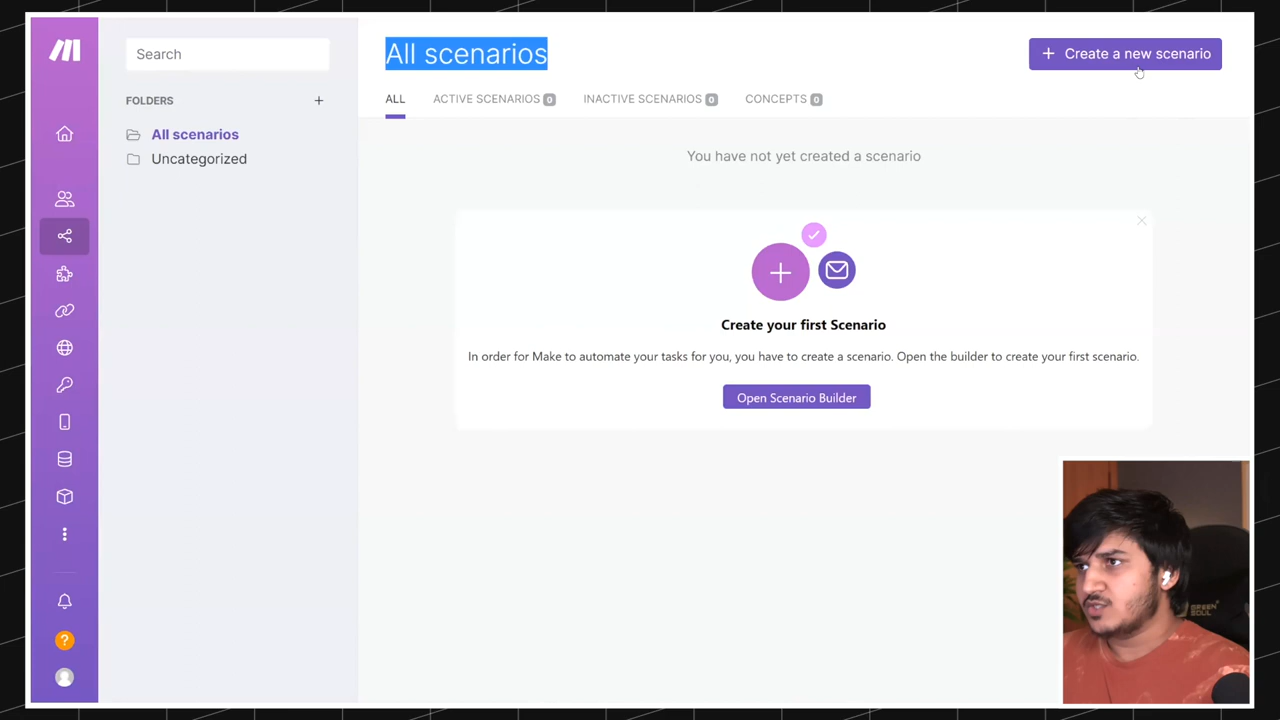 Search
FOLDERS +
All scenarios
Uncategorized
All scenarios
+ Create a new scenario
ALL ACTIVE SCENARIOS 0 INACTIVE SCENARIOS 0 CONCEPTS 0
You have not yet created a scenario
Create your first Scenario
In order for Make to automate your tasks for you, you have to create a scenario. Open the builder to create your first scenario.
Open Scenario Builder
?
GREEN
SOUL